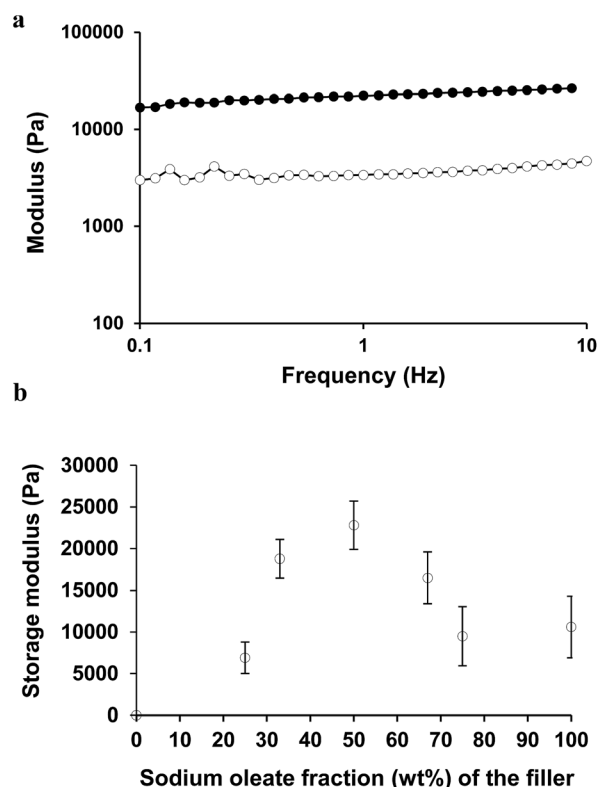 a
100000
10000
1000
100
Modulus (Pa)
0.1 1 10
Frequency (Hz)
b
30000
25000
20000
15000
10000
5000
0
Storage modulus (Pa)
0 10 20 30 40 50 60 70 80 90 100
Sodium oleate fraction (wt%) of the filler